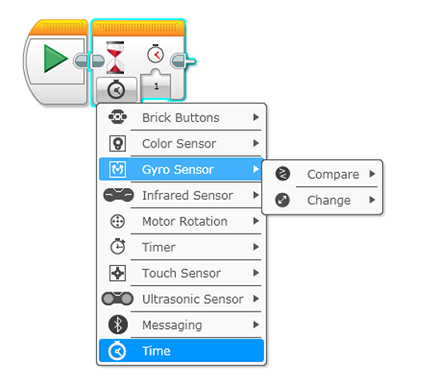 1
Brick Buttons
Color Sensor
Gyro Sensor
Compare
Infrared Sensor
Change
Motor Rotation
Timer
Touch Sensor
Ultrasonic Sensor
Messaging
Time